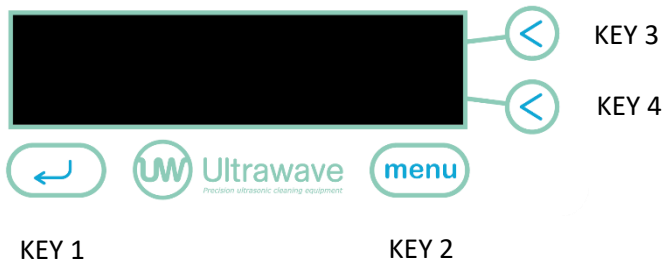 < KEY 3
< KEY 4
UW Ultrawave menu
Precision ultrasonic cleaning equipment
KEY 1 KEY 2